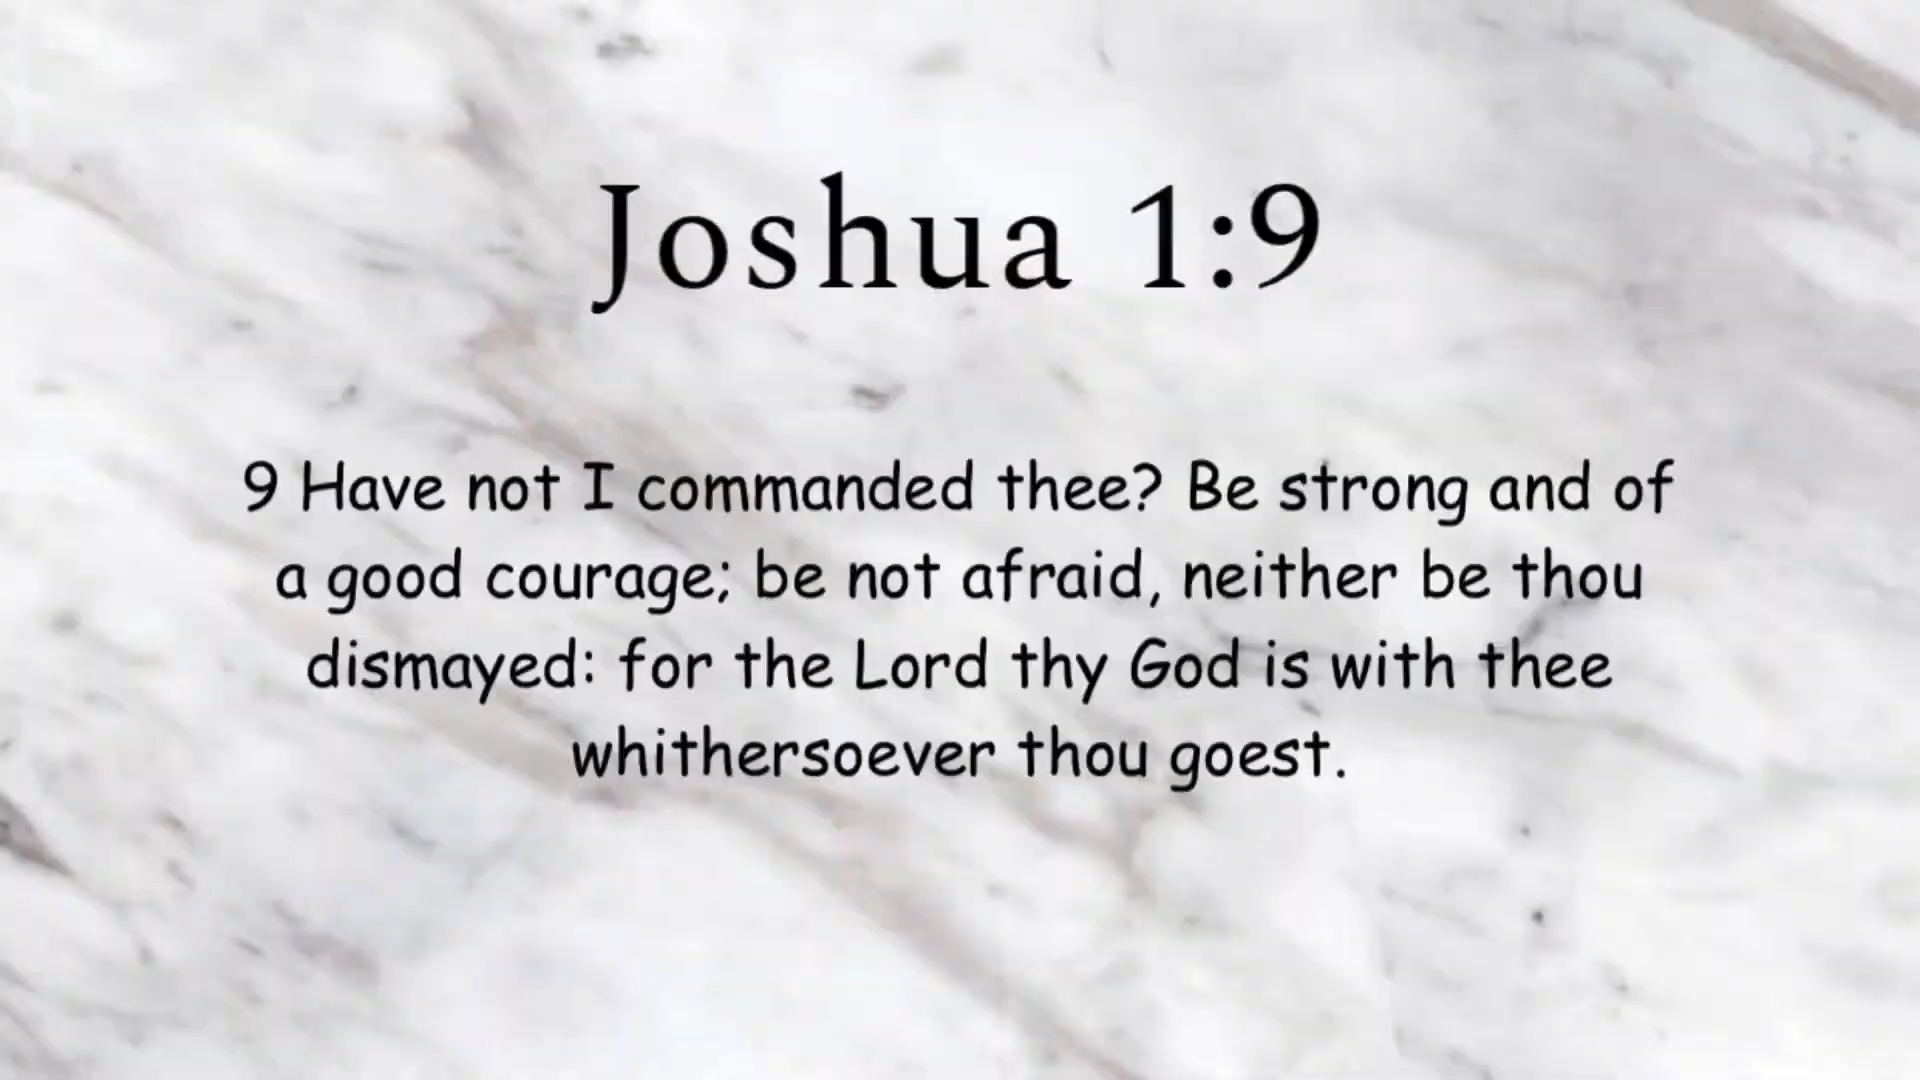 Joshua 1:9
9 Have not I commanded thee? Be strong and of
a good courage; be not afraid, neither be thou
dismayed: for the Lord thy God is with thee
whithersoever thou goest.